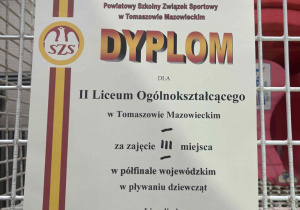 Powiatowy Szkolny Związek Sportowy
w Tomaszowie Mazowieckim
SZS
DYPLOM
DLA
II Liceum Ogólnokształcącego
w Tomaszowie Mazowieckim
za zajęcie III miejsca
w półfinale wojewódzkim
w pływaniu dziewcząt